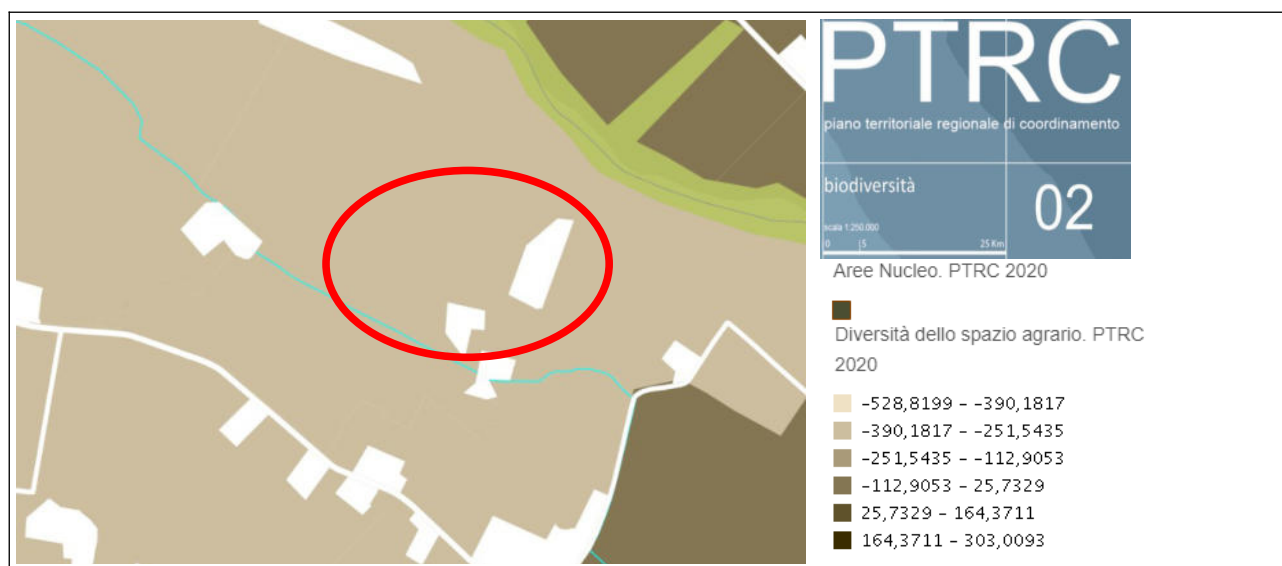 PTRC
piano territoriale regionale di coordinamento
biodiversità
02
scala 1:250.000
0 5 25 Km
Aree Nucleo. PTRC 2020
Diversità dello spazio agrario. PTRC
2020
-528,8199 - -390,1817
-390,1817 - -251,5435
-251,5435 - -112,9053
-112,9053 - 25,7329
25,7329 - 164,3711
164,3711 - 303,0093